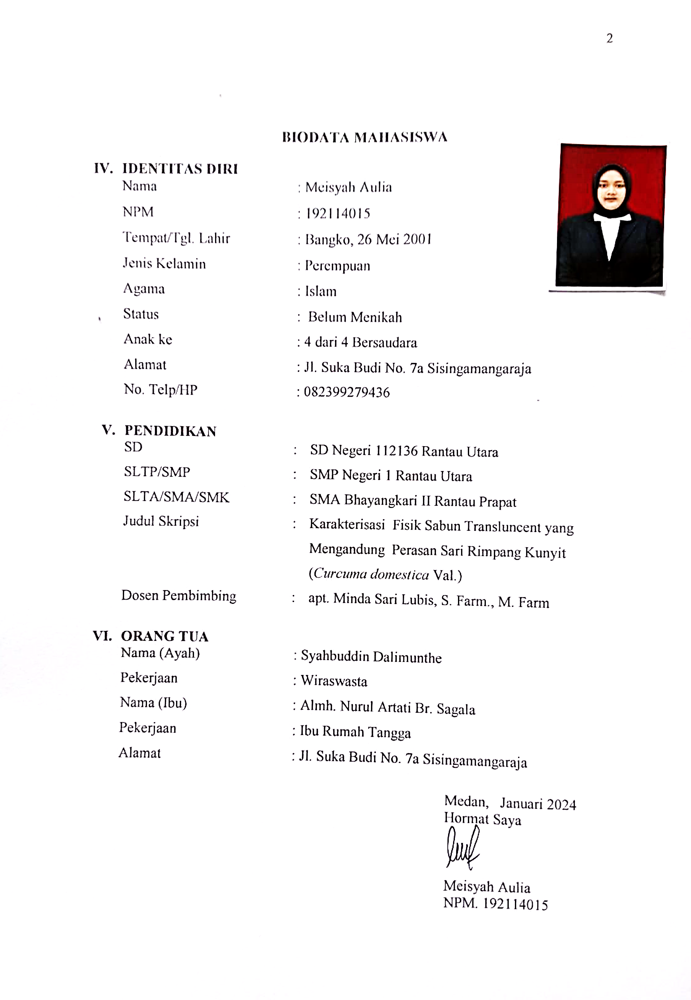 2
BIODATA MAHASISWA
IV. IDENTITAS DIRI
Nama : Meisyah Aulia
NPM : 192114015
Tempat/Tgl. Lahir : Bangko, 26 Mei 2001
Jenis Kelamin : Perempuan
Agama : Islam
Status : Belum Menikah
Anak ke : 4 dari 4 Bersaudara
Alamat : Jl. Suka Budi No. 7a Sisingamangaraja
No. Telp/HP : 082399279436
V. PENDIDIKAN
SD : SD Negeri 112136 Rantau Utara
SLTP/SMP : SMP Negeri 1 Rantau Utara
SLTA/SMA/SMK : SMA Bhayangkari II Rantau Prapat
Judul Skripsi : Karakterisasi Fisik Sabun Transluncent yang
Mengandung Perasan Sari Rimpang Kunyit
(Curcuma domestica Val.)
Dosen Pembimbing : apt. Minda Sari Lubis, S. Farm., M. Farm
VI. ORANG TUA
Nama (Ayah) : Syahbuddin Dalimunthe
Pekerjaan : Wiraswasta
Nama (Ibu) : Almh. Nurul Artati Br. Sagala
Pekerjaan : Ibu Rumah Tangga
Alamat : Jl. Suka Budi No. 7a Sisingamangaraja
Medan, Januari 2024
Hormat Saya
Meisyah Aulia
NPM. 192114015